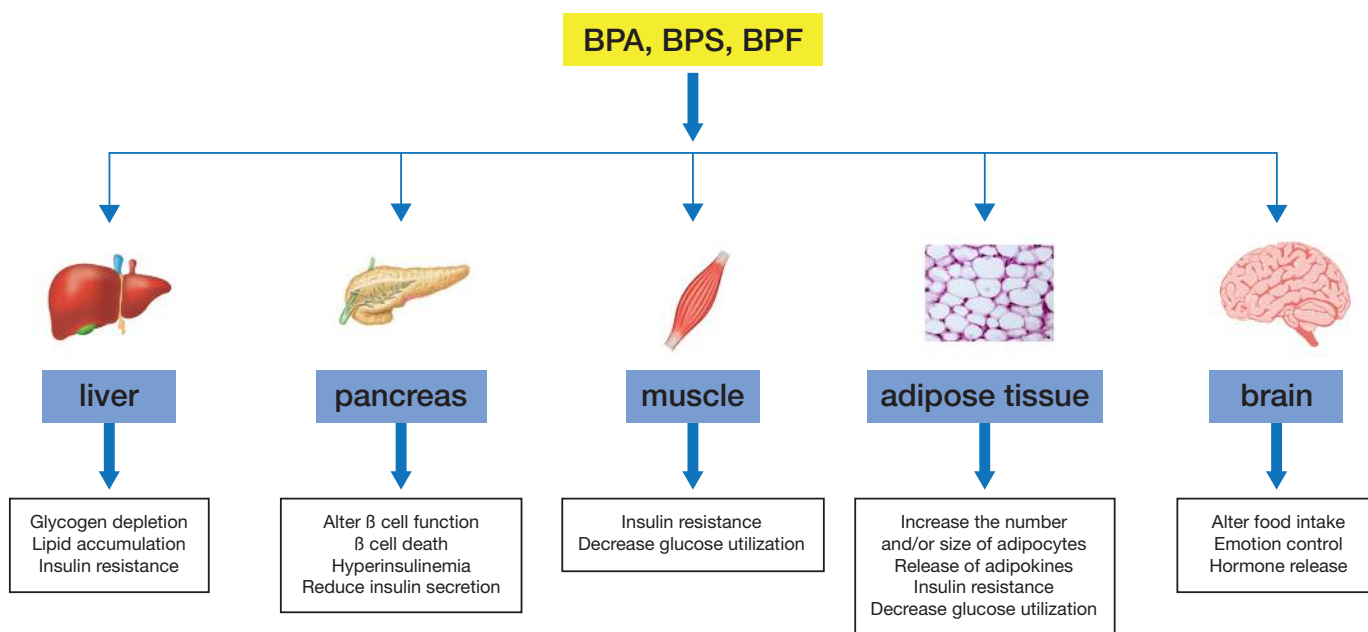 BPA, BPS, BPF
liver
pancreas
muscle
adipose tissue
brain
Glycogen depletion
Lipid accumulation
Insulin resistance
Alter ß cell function
ß cell death
Hyperinsulinemia
Reduce insulin secretion
Insulin resistance
Decrease glucose utilization
Increase the number
and/or size of adipocytes
Release of adipokines
Insulin resistance
Decrease glucose utilization
Alter food intake
Emotion control
Hormone release